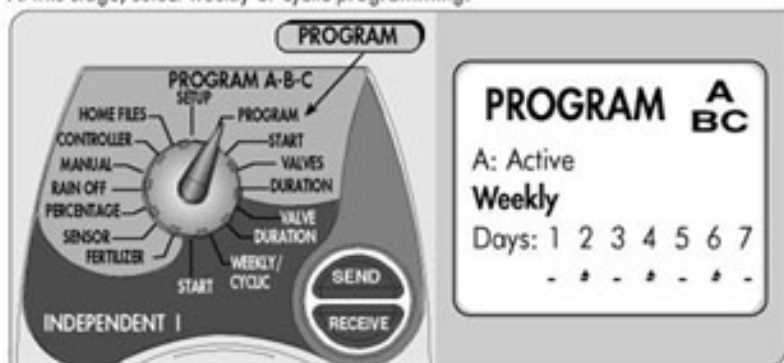 PROGRAM
PROGRAM A-B-C
SETUP
HOME FILES
PROGRAM
CONTROLLER
START
MANUAL
VALVES
RAIN OFF
DURATION
PERCENTAGE
VALVE
DURATION
SENSOR
FERTILIZER
WEEKLY/
CYCLIC
START
INDEPENDENT I
SEND
RECEIVE
PROGRAM A
BC
A: Active
Weekly
Days: 1 2 3 4 5 6 7